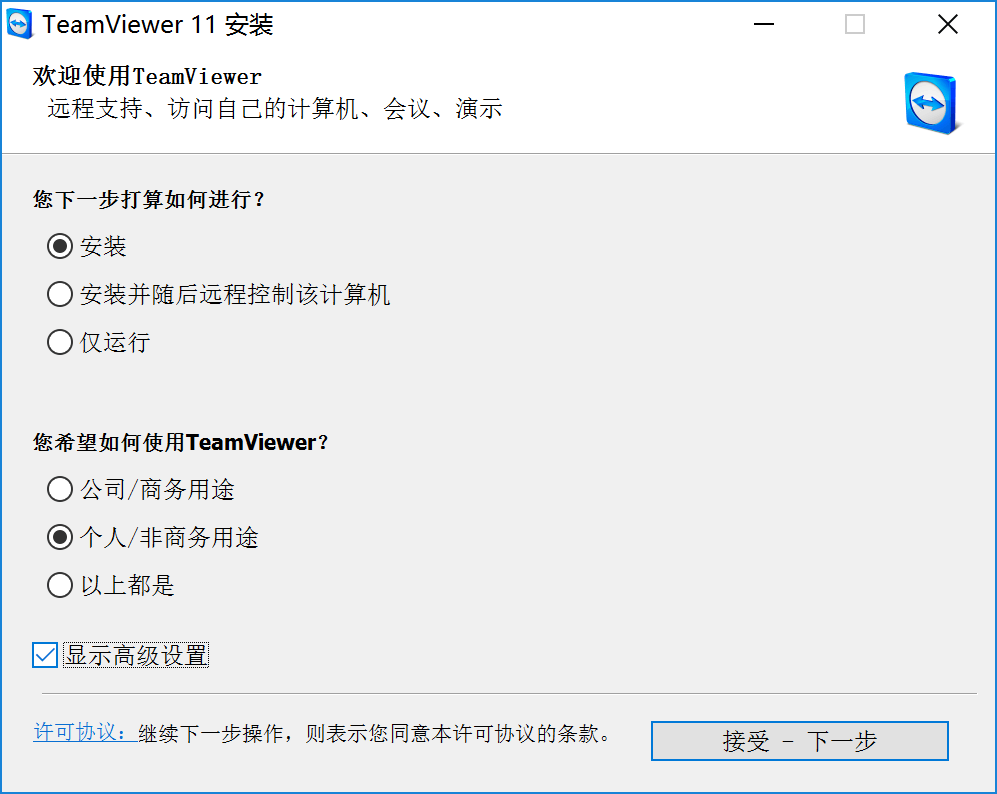 TeamViewer 11 安装
欢迎使用TeamViewer
远程支持、访问自己的计算机、会议、演示
您下一步打算如何进行？
安装
安装并随后远程控制该计算机
仅运行
您希望如何使用TeamViewer？
公司/商务用途
个人/非商务用途
以上都是
显示高级设置
许可协议：继续下一步操作，则表示您同意本许可协议的条款。
接受 - 下一步